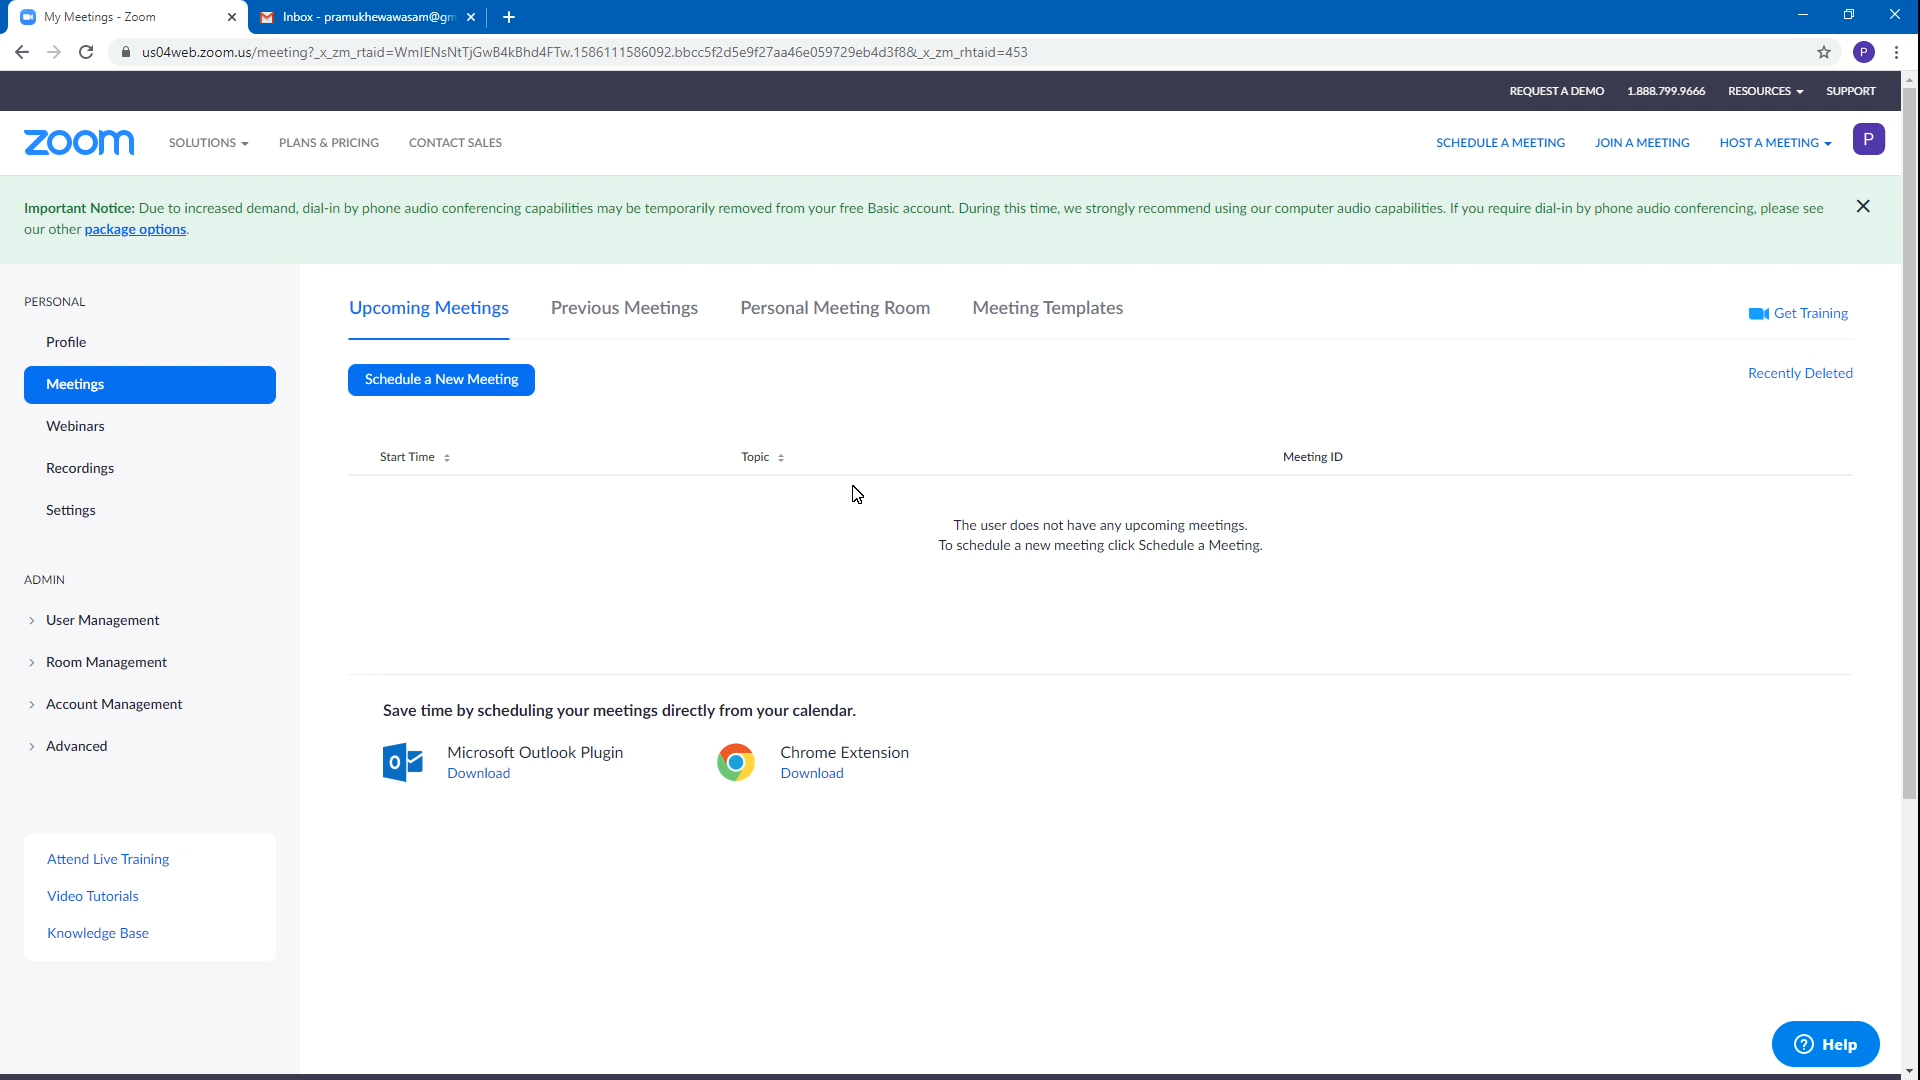 My Meetings - Zoom
Inbox - pramukhewawasam@gm
us04web.zoom.us/meeting?_x_zm_rtaid=WmlENsNtTjGwB4kBhd4FTw.1586111586092.bbcc5f2d5e9f27aa46e059729eb4d3f8&_x_zm_rhtaid=453
P
REQUEST A DEMO 1.888.799.9666 RESOURCES SUPPORT
zoom SOLUTIONS PLANS & PRICING CONTACT SALES SCHEDULE A MEETING JOIN A MEETING HOST A MEETING P
Important Notice: Due to increased demand, dial-in by phone audio conferencing capabilities may be temporarily removed from your free Basic account. During this time, we strongly recommend using our computer audio capabilities. If you require dial-in by phone audio conferencing, please see
our other package options.
PERSONAL
Profile
Meetings
Webinars
Recordings
Settings
ADMIN
User Management
Room Management
Account Management
Advanced
Attend Live Training
Video Tutorials
Knowledge Base
Upcoming Meetings Previous Meetings Personal Meeting Room Meeting Templates
Get Training
Schedule a New Meeting
Recently Deleted
Start Time Topic Meeting ID
The user does not have any upcoming meetings.
To schedule a new meeting click Schedule a Meeting.
Save time by scheduling your meetings directly from your calendar.
Microsoft Outlook Plugin
Download
Chrome Extension
Download
Help